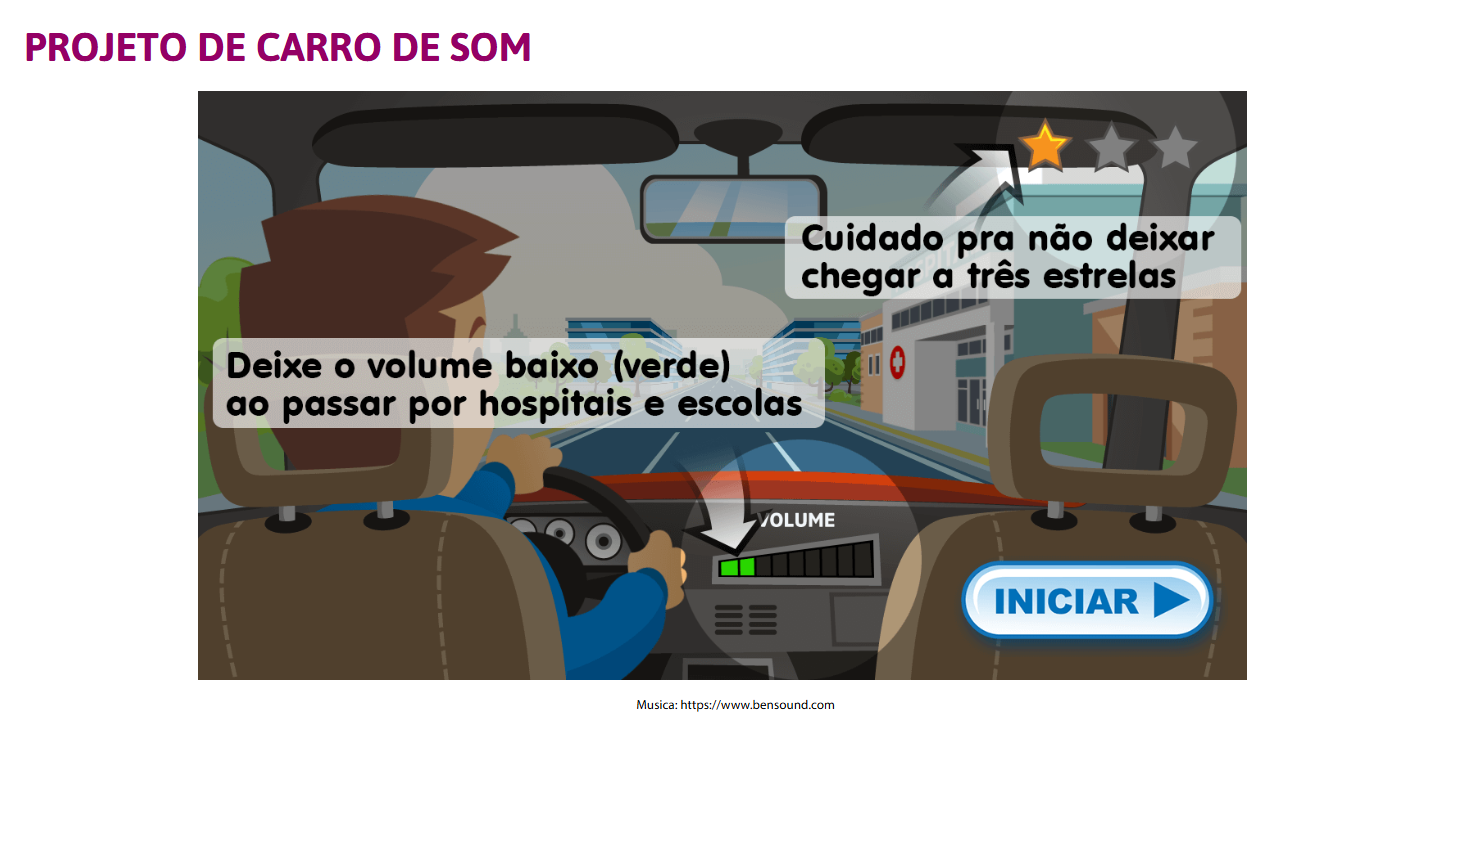 PROJETO DE CARRO DE SOM
Cuidado pra não deixar
chegar a três estrelas
Deixe o volume baixo (verde)
ao passar por hospitais e escolas
VOLUME
INICIAR
Musica: https://www.bensound.com